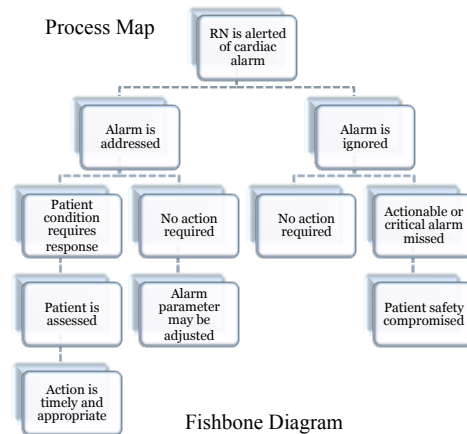 Process Map
RN is alerted
of cardiac
alarm
Alarm is
addressed
Alarm is
ignored
Patient
condition
requires
response
No action
required
No action
required
Actionable or
critical alarm
missed
Patient is
assessed
Alarm
parameter
may be
adjusted
Patient safety
compromised
Action is
timely and
appropriate
Fishbone Diagram